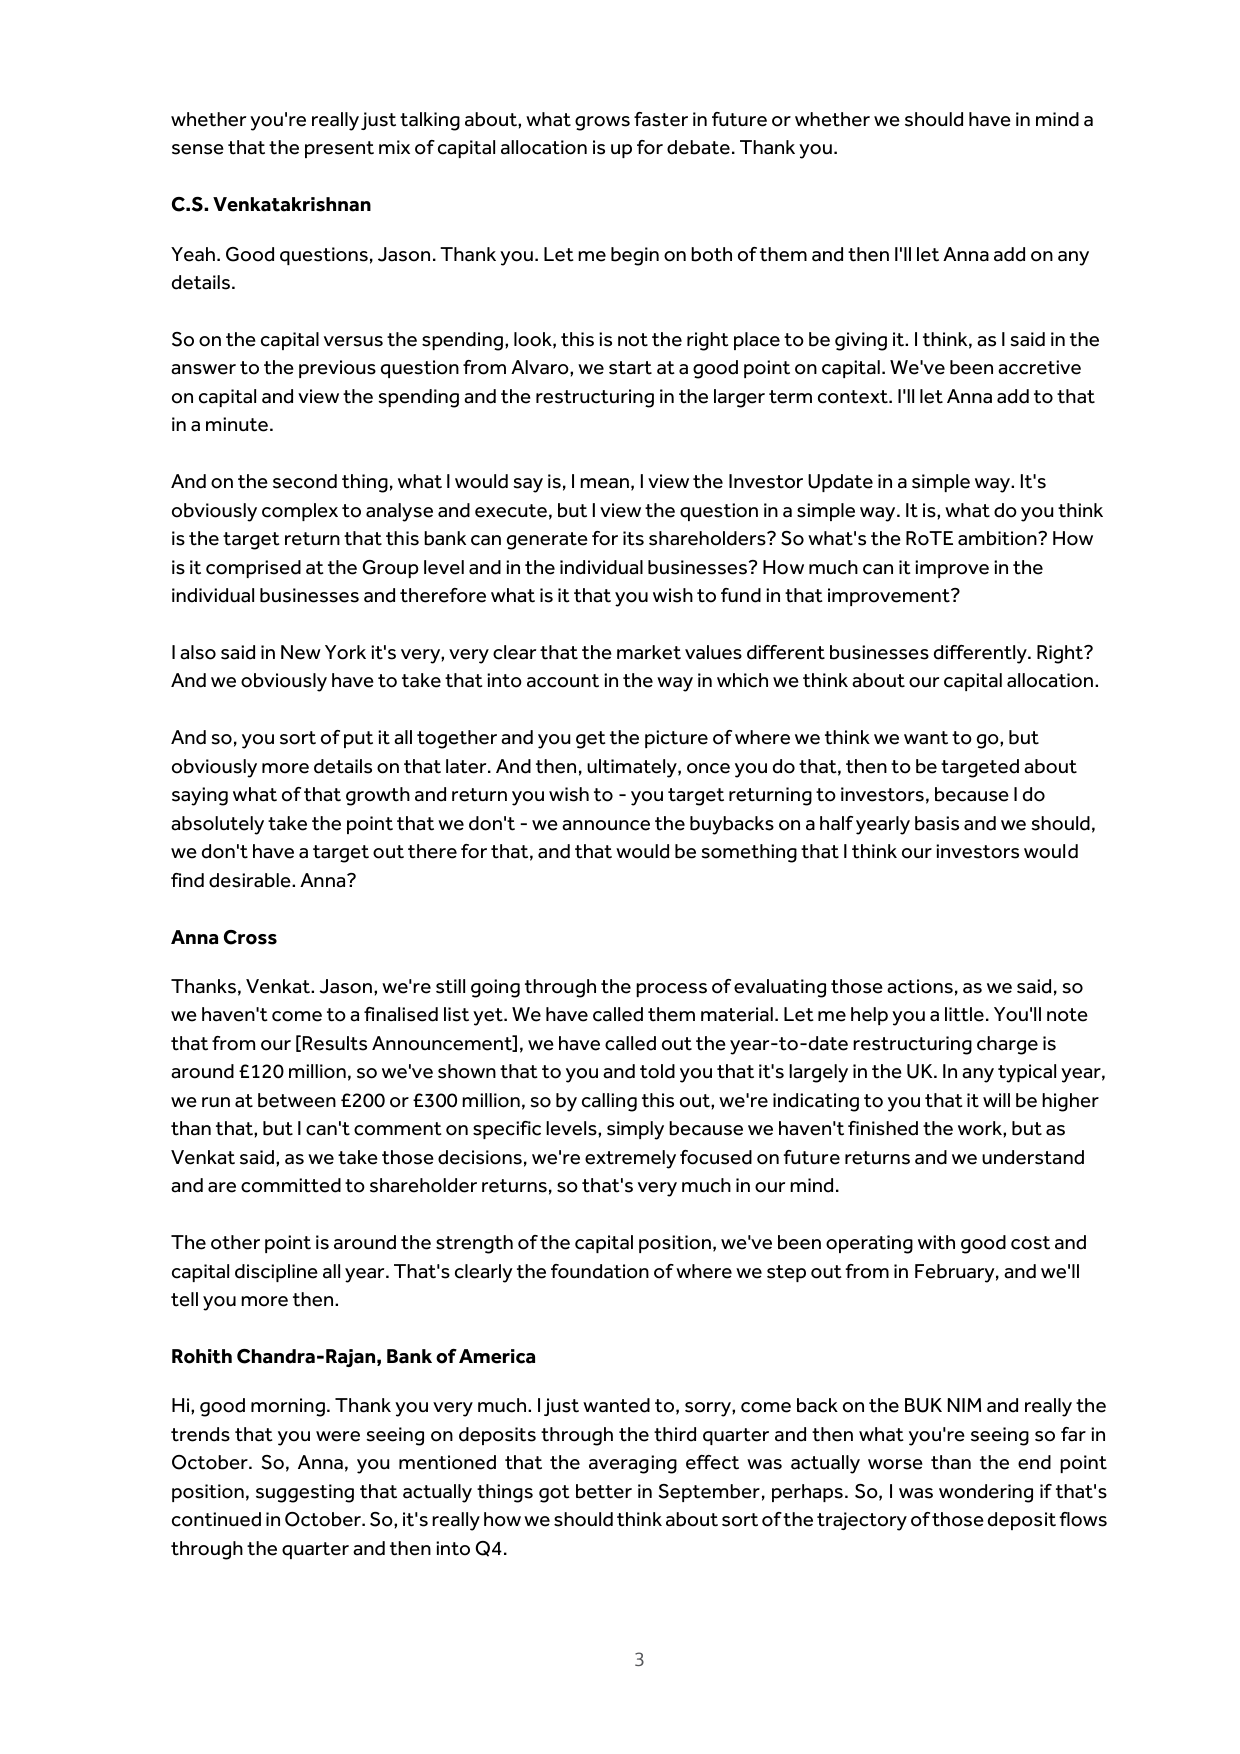 whether you're really just talking about, what grows faster in future or whether we should have in mind a
sense that the present mix of capital allocation is up for debate. Thank you.
C.S. Venkatakrishnan
Yeah. Good questions, Jason. Thank you. Let me begin on both of them and then I'll let Anna add on any
details.
So on the capital versus the spending, look, this is not the right place to be giving it. I think, as I said in the
answer to the previous question from Alvaro, we start at a good point on capital. We've been accretive
on capital and view the spending and the restructuring in the larger term context. I'll let Anna add to that
in a minute.
And on the second thing, what I would say is, I mean, I view the Investor Update in a simple way. It's
obviously complex to analyse and execute, but I view the question in a simple way. It is, what do you think
is the target return that this bank can generate for its shareholders? So what's the RoTE ambition? How
is it comprised at the Group level and in the individual businesses? How much can it improve in the
individual businesses and therefore what is it that you wish to fund in that improvement?
I also said in New York it's very, very clear that the market values different businesses differently. Right?
And we obviously have to take that into account in the way in which we think about our capital allocation.
And so, you sort of put it all together and you get the picture of where we think we want to go, but
obviously more details on that later. And then, ultimately, once you do that, then to be targeted about
saying what of that growth and return you wish to - you target returning to investors, because I do
absolutely take the point that we don't - we announce the buybacks on a half yearly basis and we should,
we don't have a target out there for that, and that would be something that I think our investors would
find desirable. Anna?
Anna Cross
Thanks, Venkat. Jason, we're still going through the process of evaluating those actions, as we said, so
we haven't come to a finalised list yet. We have called them material. Let me help you a little. You'll note
that from our [Results Announcement], we have called out the year-to-date restructuring charge is
around £120 million, so we've shown that to you and told you that it's largely in the UK. In any typical year,
we run at between £200 or £300 million, so by calling this out, we're indicating to you that it will be higher
than that, but I can't comment on specific levels, simply because we haven't finished the work, but as
Venkat said, as we take those decisions, we're extremely focused on future returns and we understand
and are committed to shareholder returns, so that's very much in our mind.
The other point is around the strength of the capital position, we've been operating with good cost and
capital discipline all year. That's clearly the foundation of where we step out from in February, and we'll
tell you more then.
Rohith Chandra-Rajan, Bank of America
Hi, good morning. Thank you very much. I just wanted to, sorry, come back on the BUK NIM and really the
trends that you were seeing on deposits through the third quarter and then what you're seeing so far in
October. So, Anna, you mentioned that the averaging effect was actually worse than the end point
position, suggesting that actually things got better in September, perhaps. So, I was wondering if that's
continued in October. So, it's really how we should think about sort of the trajectory of those deposit flows
through the quarter and then into Q4.
3